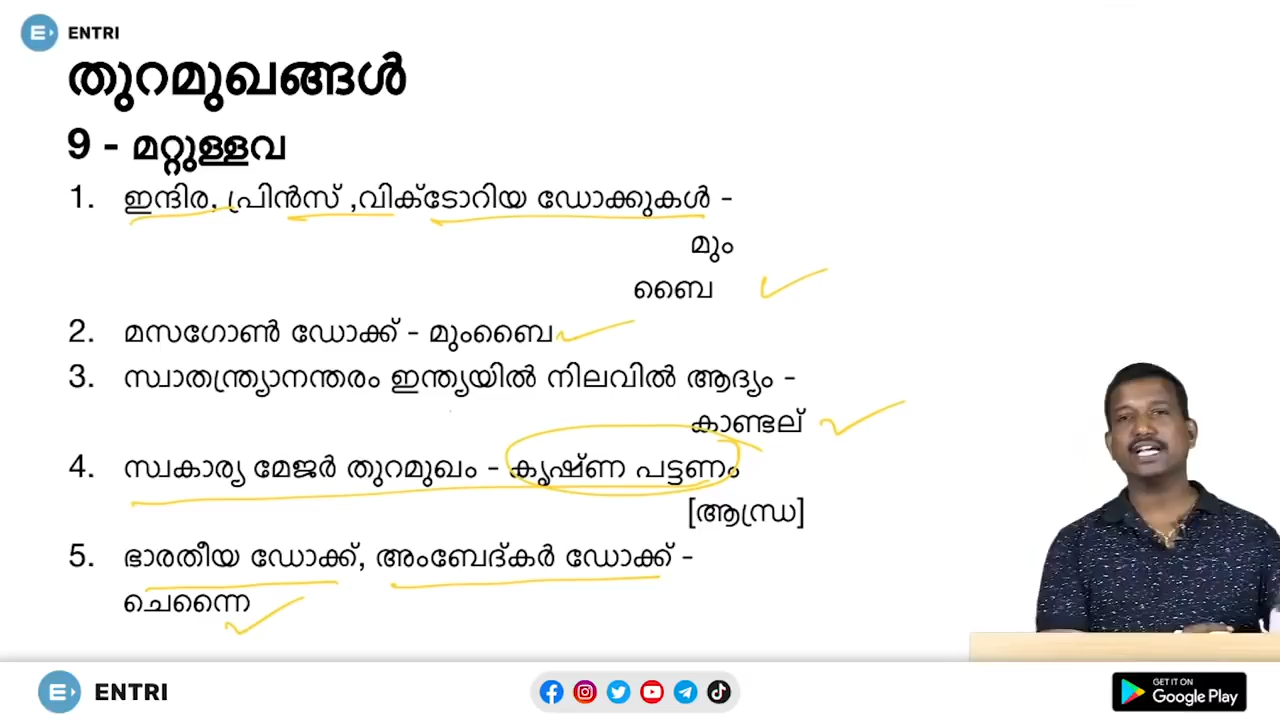 ENTRI
തുറമുഖങ്ങൾ
9 - മറ്റുള്ളവ
1. ഇന്ദിര, പ്രിൻസ് ,വിക്ടോറിയ ഡോക്കുകൾ -
മും
ബൈ
2. മസഗോൺ ഡോക്ക് - മുംബൈ
3. സ്വാതന്ത്ര്യാനന്തരം ഇന്ത്യയിൽ നിലവിൽ ആദ്യം -
കാണ്ടല്
4. സ്വകാര്യ മേജർ തുറമുഖം - കൃഷ്ണ പട്ടണം
[ആന്ധ്ര]
5. ഭാരതീയ ഡോക്ക്, അംബേദ്കർ ഡോക്ക് -
ചെന്നൈ
ENTRI
GET IT ON
Google Play